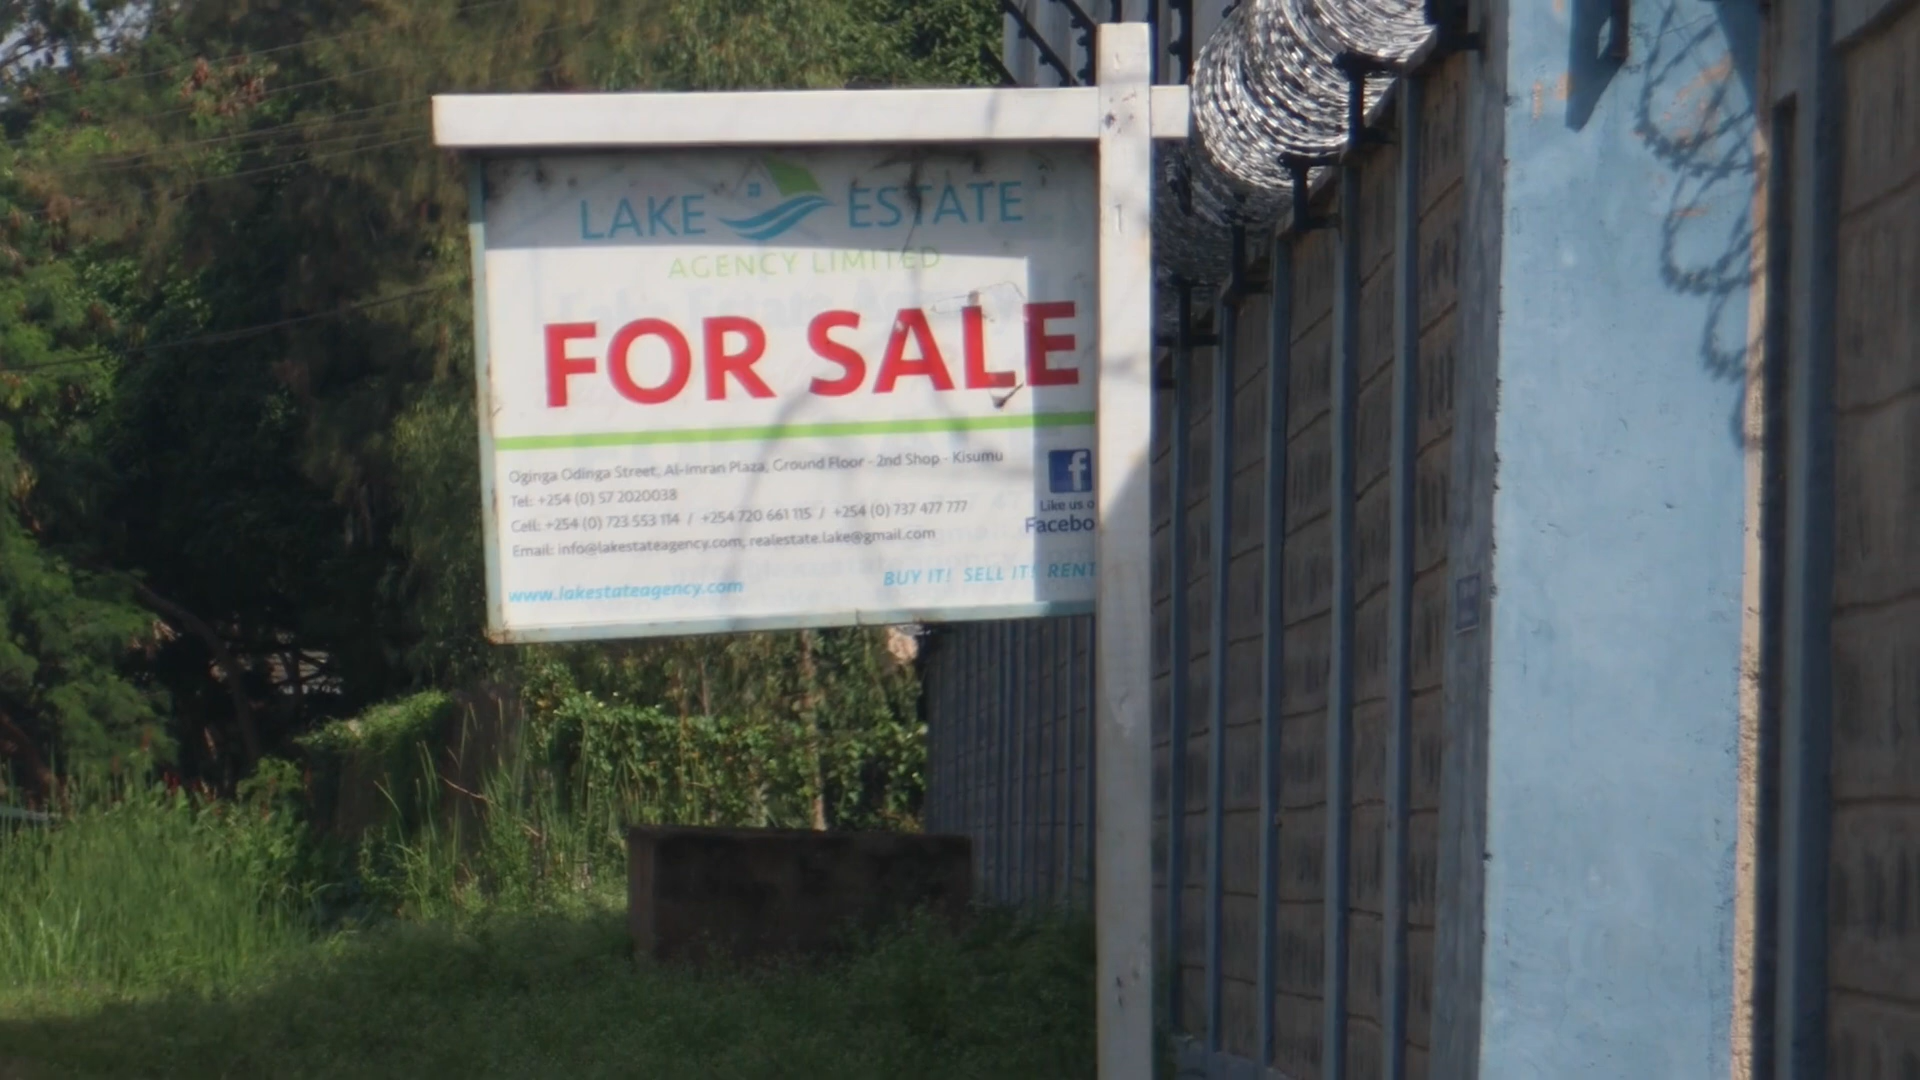 LAKE ESTATE
AGENCY LIMITED
FOR SALE
Oginga Odinga Street, Al-Imran Plaza, Ground Floor - 2nd Shop - Kisumu
Tel: +254 (0) 57 2020038
Cell: +254 (0) 723 553 114 / +254 720 661 115 / +254 (0) 737 477 777
Email: info@lakestateagency.com, realestate.lake@gmail.com
f
Like us o
Facebo
www.lakestateagency.com
BUY IT! SELL IT! RENT